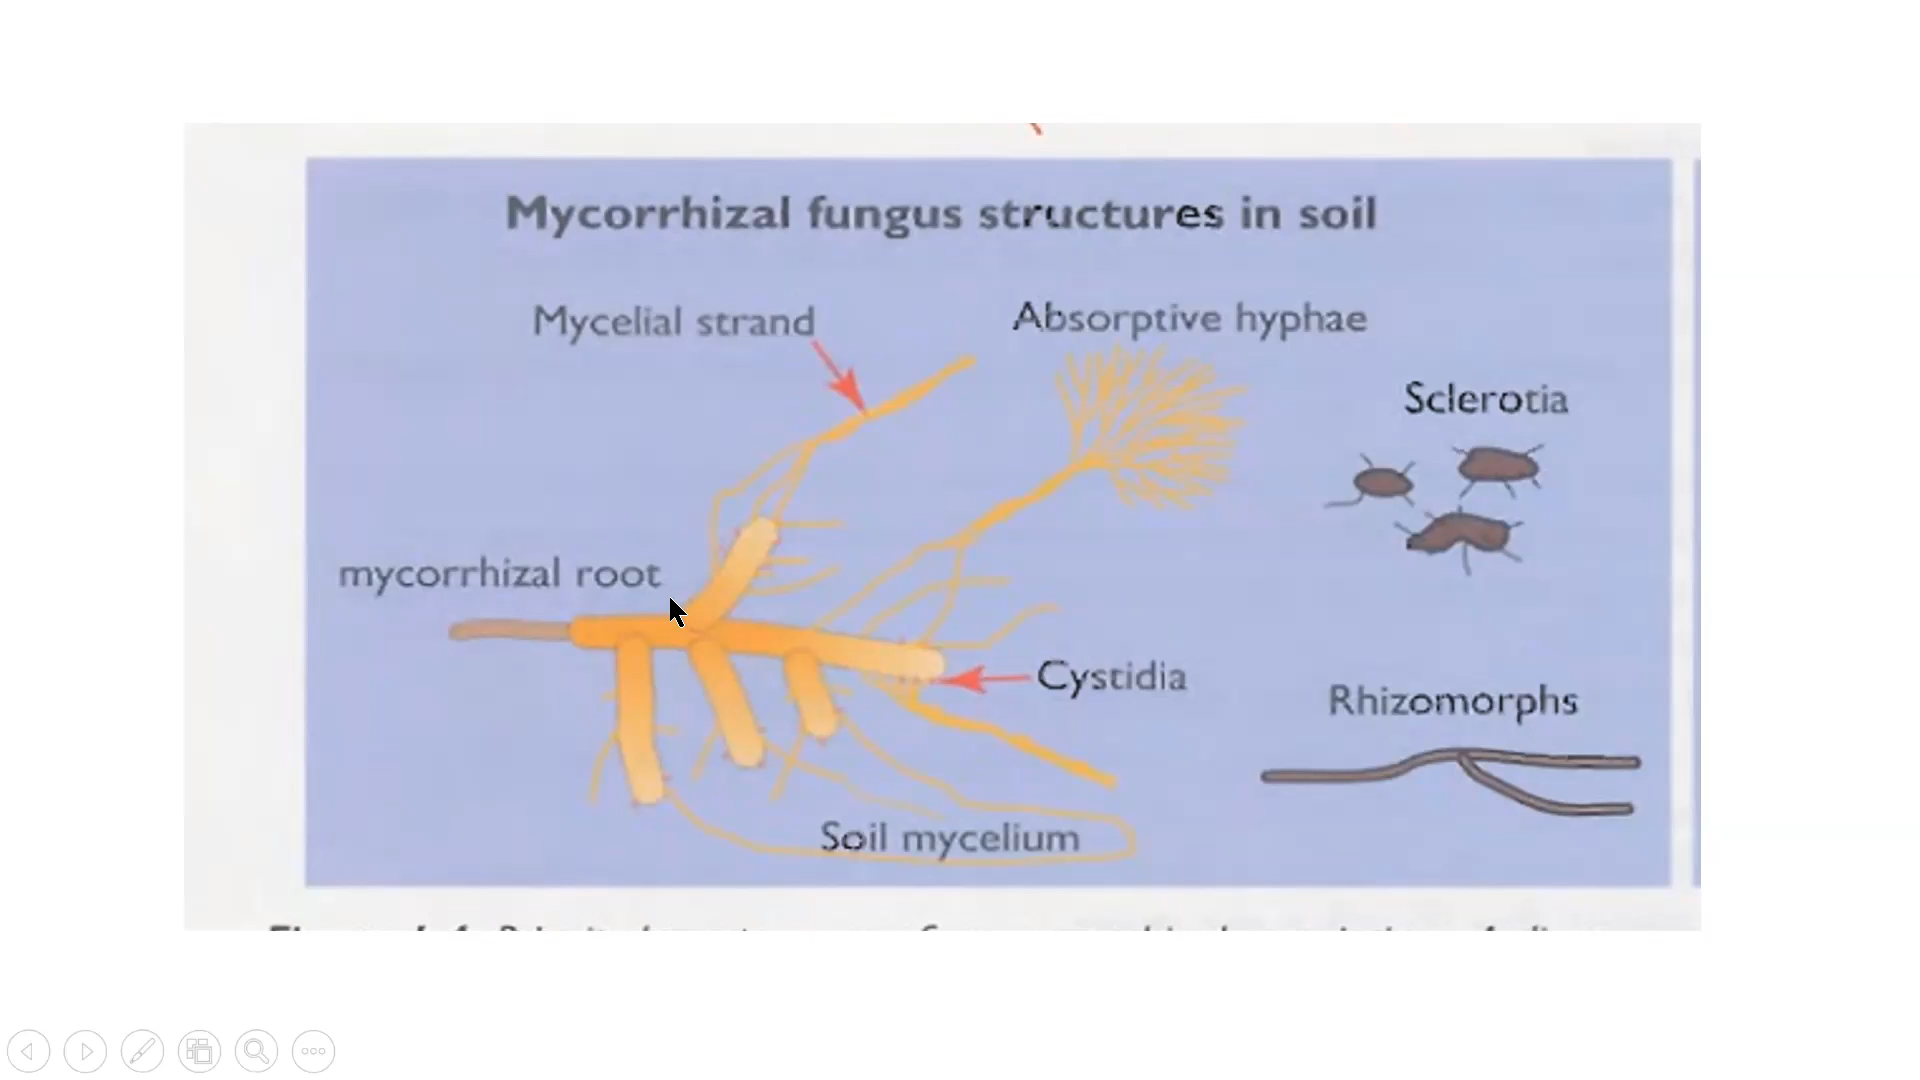 Mycorrhizal fungus structures in soil
Mycelial strand
Absorptive hyphae
Sclerotia
mycorrhizal root
Cystidia
Rhizomorphs
Soil mycelium